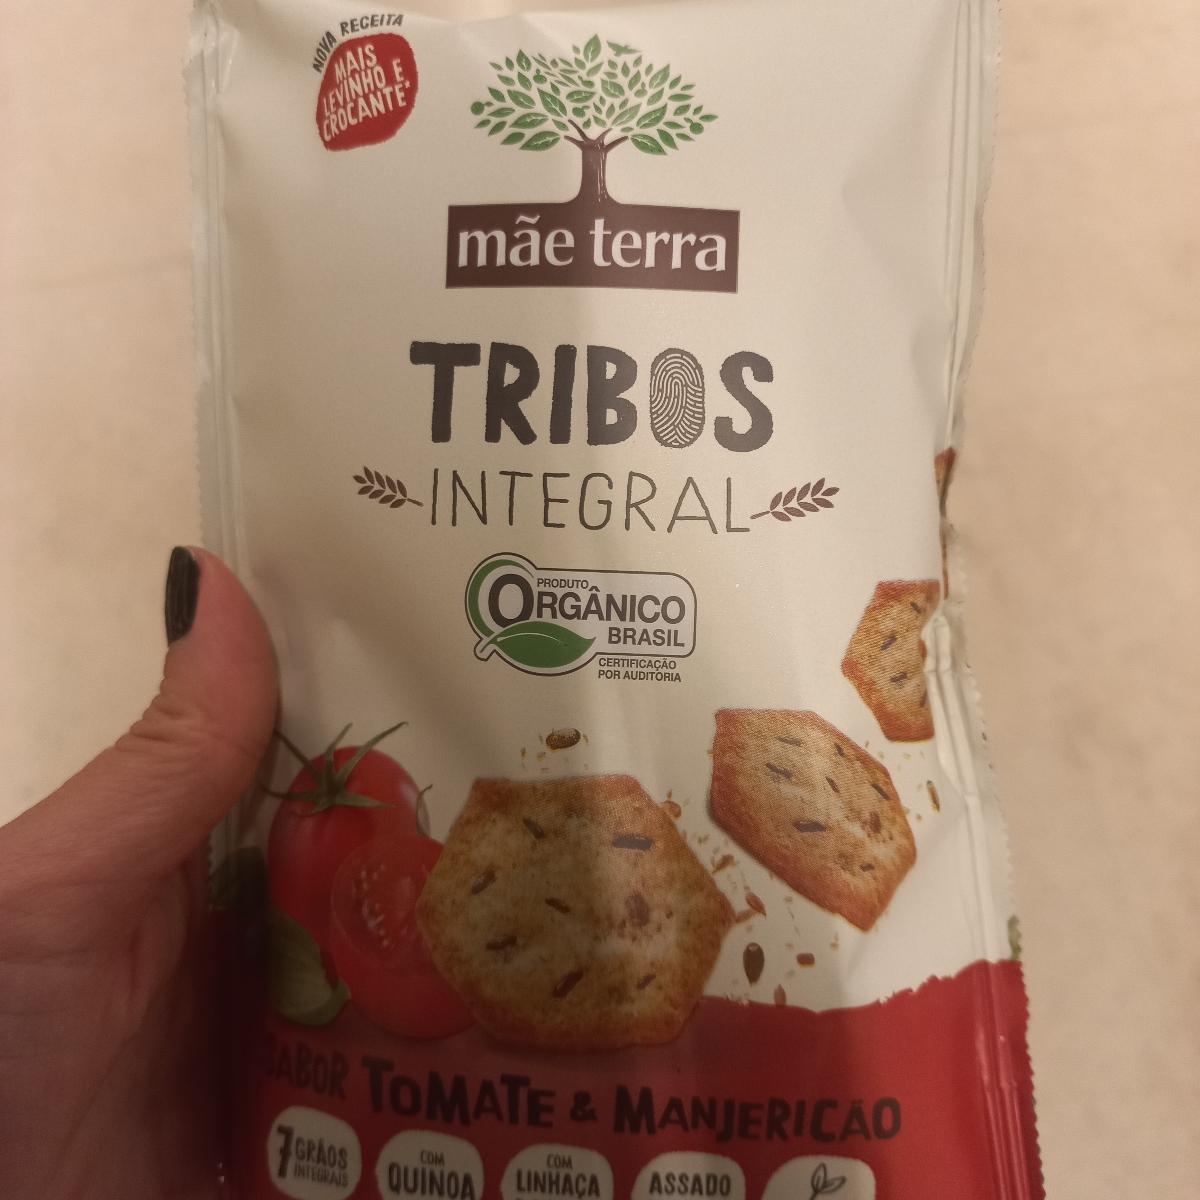 NOVA RECEITA
MAIS
LEVINHO E
CROCANTE*
mãe terra
TRIBOS
INTEGRAL
PRODUTO
ORGÂNICO
BRASIL
CERTIFICAÇÃO
POR AUDITORIA
SABOR TOMATE & MANJERICÃO
7 GRÃOS
INTEGRAIS
COM
QUINOA
COM
LINHAÇA
ASSADO